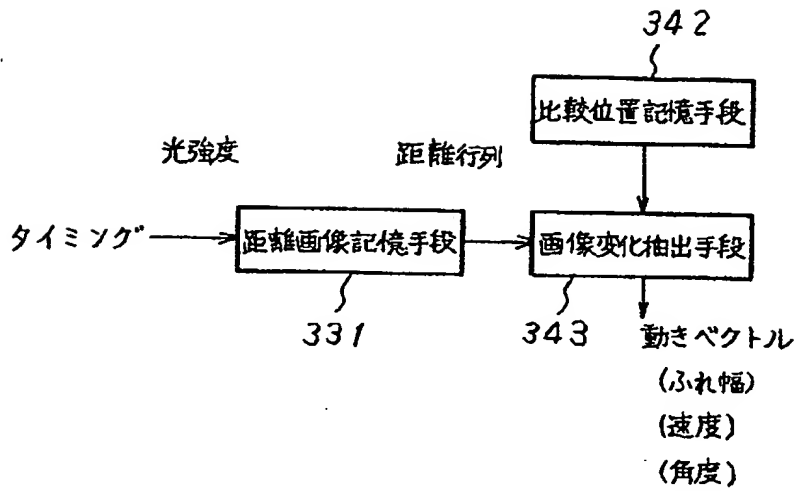 342
比較位置記憶手段
光強度
距離行列
タイミング
距離画像記憶手段
画像変化抽出手段
331
343
動きベクトル
(ふれ幅)
(速度)
(角度)